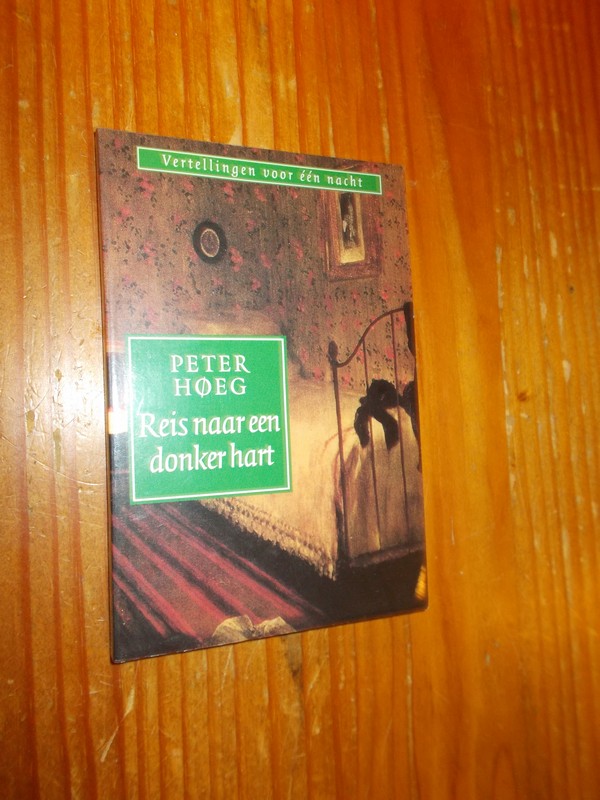 Vertellingen voor één nacht
PETER
HØEG
Reis naar een
donker hart